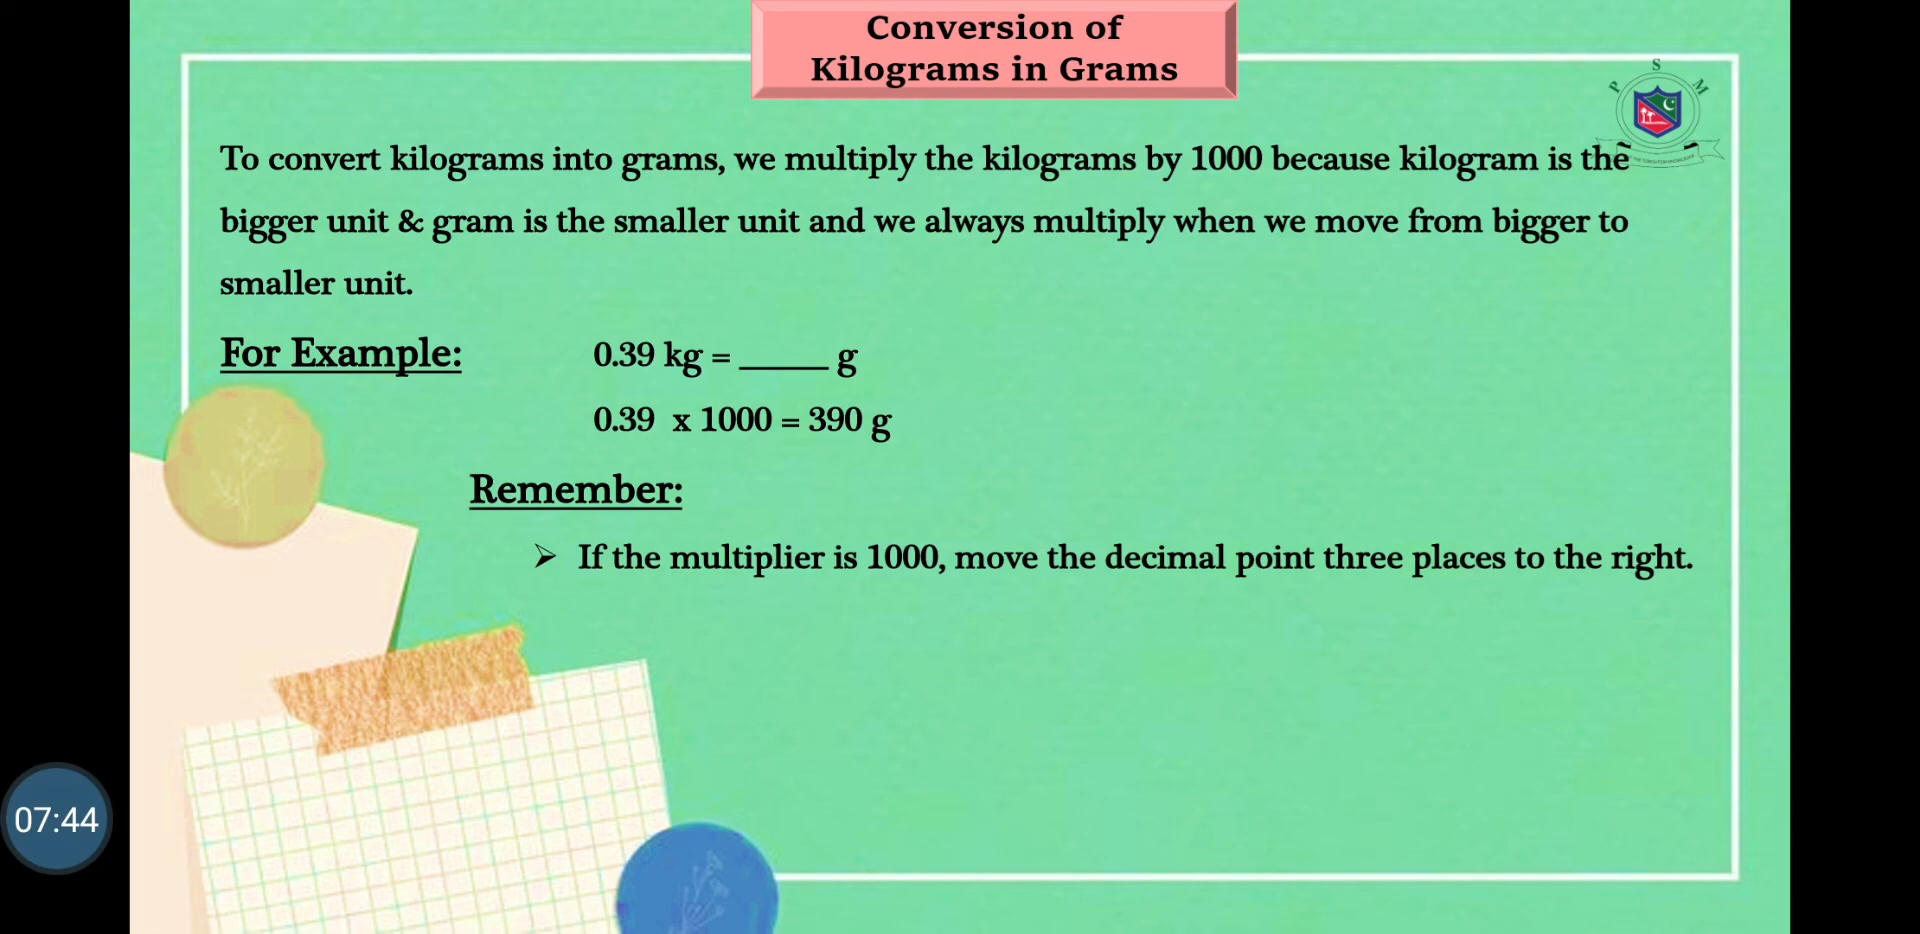 Conversion of
Kilograms in Grams
P S M
To convert kilograms into grams, we multiply the kilograms by 1000 because kilogram is the
bigger unit & gram is the smaller unit and we always multiply when we move from bigger to
smaller unit.
For Example: 0.39 kg = _____ g
0.39 x 1000 = 390 g
Remember:
➢ If the multiplier is 1000, move the decimal point three places to the right.
07:44